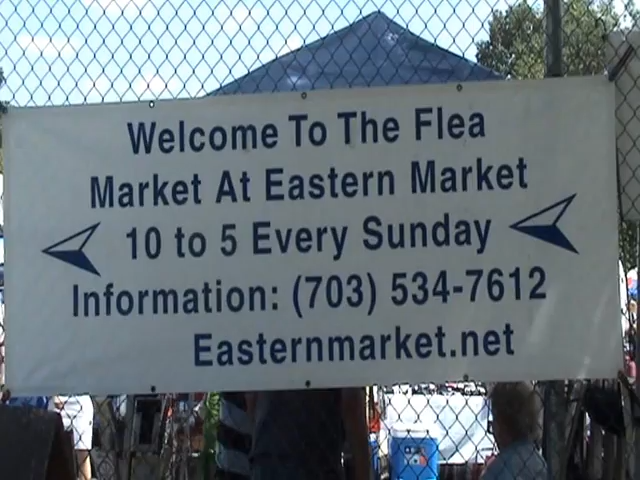 Welcome To The Flea
Market At Eastern Market
10 to 5 Every Sunday
Information: (703) 534-7612
Easternmarket.net